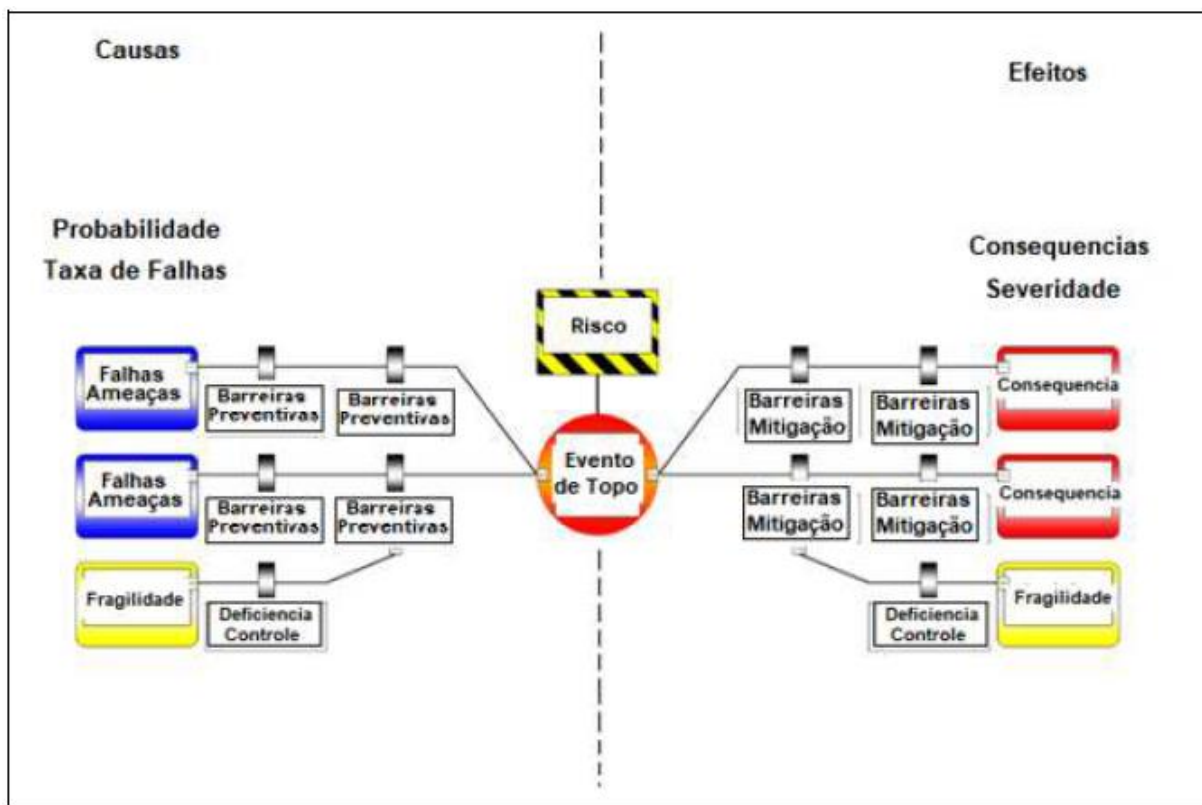 Causas
Efeitos
Probabilidade
Taxa de Falhas
Consequencias
Severidade
Risco
Falhas
Ameaças
Barreiras
Preventivas
Barreiras
Preventivas
Evento
de Topo
Barreiras
Mitigação
Barreiras
Mitigação
Consequencia
Falhas
Ameaças
Barreiras
Preventivas
Barreiras
Preventivas
Barreiras
Mitigação
Barreiras
Mitigação
Consequencia
Fragilidade
Deficiencia
Controle
Deficiencia
Controle
Fragilidade